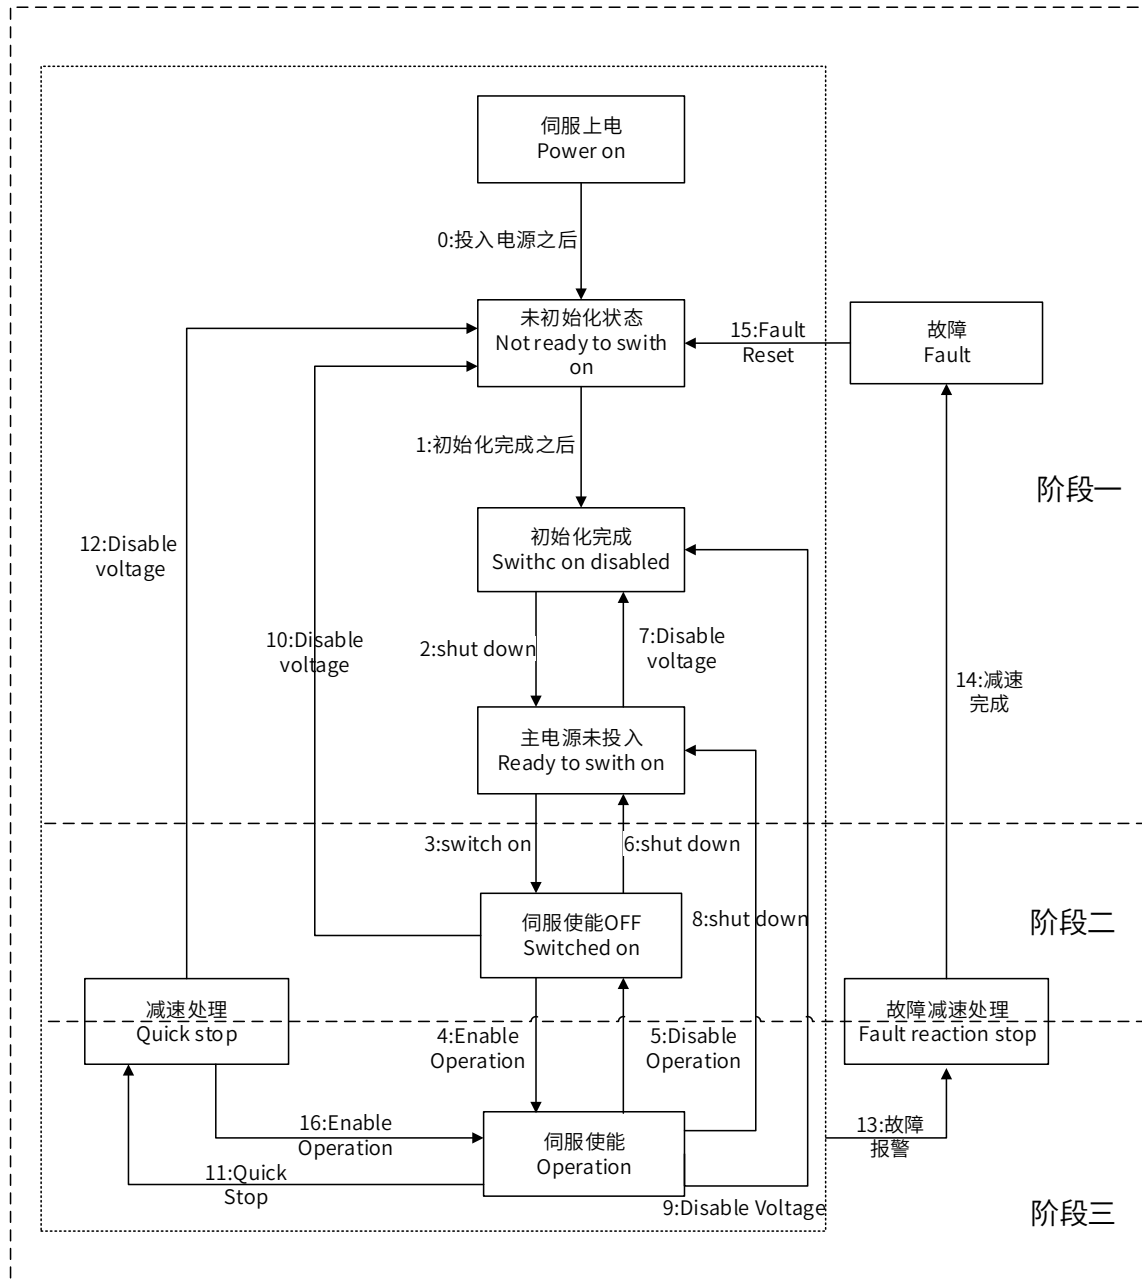 伺服上电
Power on
0:投入电源之后
未初始化状态
Not ready to swith
on
15:Fault
Reset
故障
Fault
1:初始化完成之后
阶段一
初始化完成
Swithc on disabled
12:Disable
voltage
10:Disable
voltage
2:shut down
7:Disable
voltage
14:减速
完成
主电源未投入
Ready to swith on
3:switch on
6:shut down
伺服使能OFF
Switched on
8:shut down
阶段二
减速处理
Quick stop
4:Enable
Operation
5:Disable
Operation
故障减速处理
Fault reaction stop
16:Enable
Operation
伺服使能
Operation
13:故障
报警
11:Quick
Stop
9:Disable Voltage
阶段三